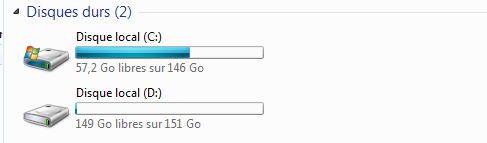 Disques durs (2)
Disque local (C:)
57,2 Go libres sur 146 Go
Disque local (D:)
149 Go libres sur 151 Go